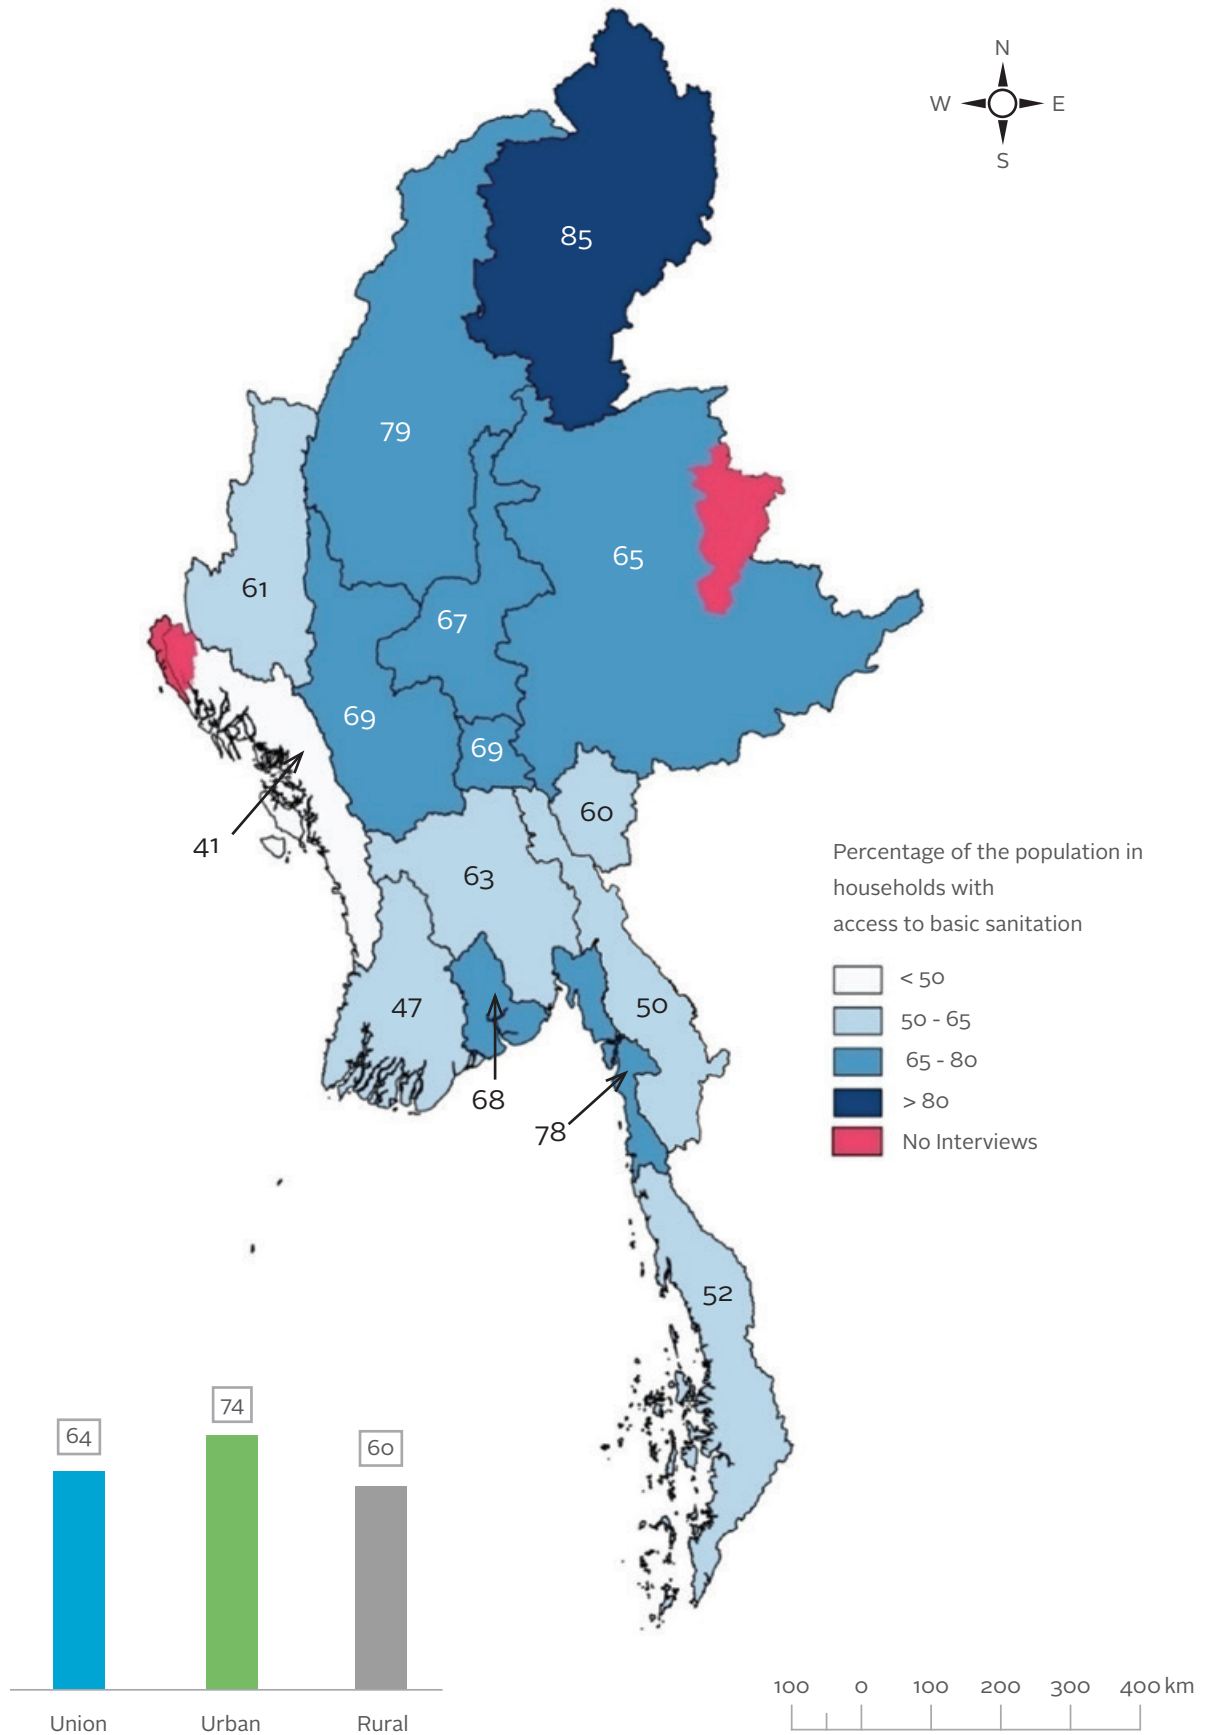 N
W E
S
85
79
65
61
67
69
69
60
41
63
47
50
68
78
52
Percentage of the population in
households with
access to basic sanitation
< 50
50 - 65
65 - 80
> 80
No Interviews
64
74
60
Union Urban Rural
100 0 100 200 300 400 km